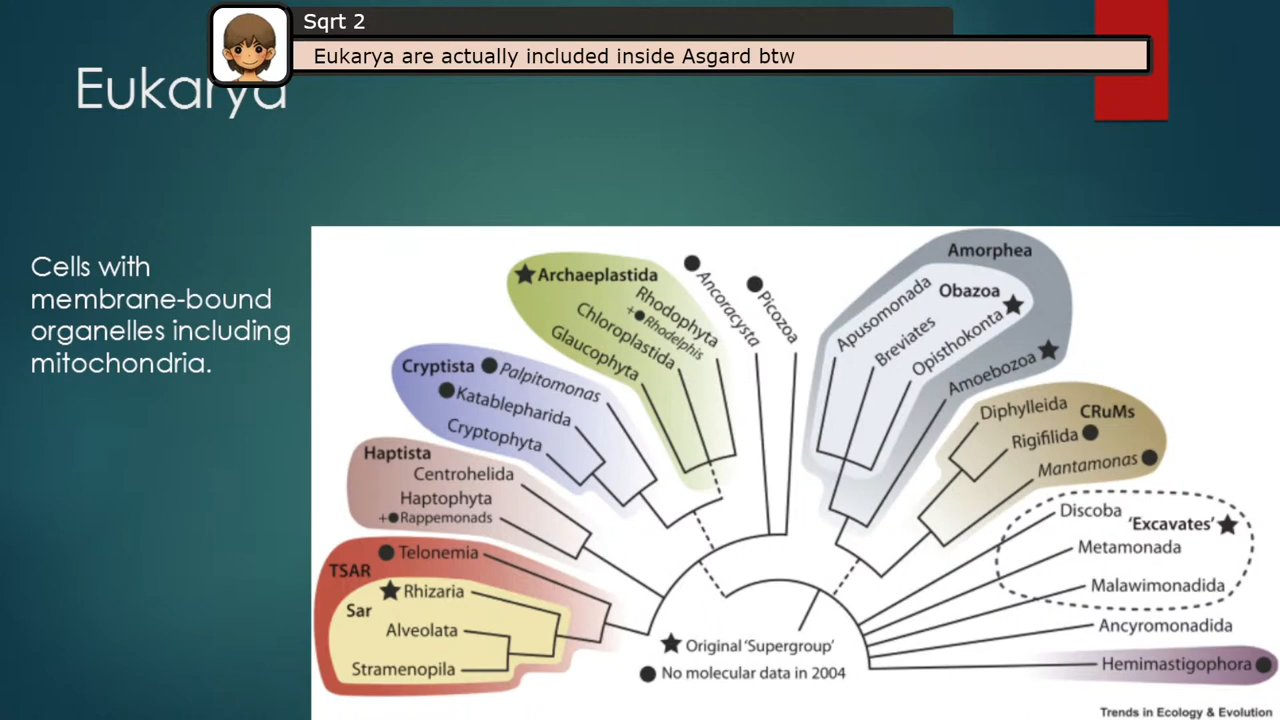 Sqrt 2
Eukarya are actually included inside Asgard btw
Eukarya
Cells with
membrane-bound
organelles including
mitochondria.
Archaeplastida
Rhodophyta
+ Rhodelphis
Chloroplastida
Glaucophyta
Ancoracysta
Picozoa
Amorphea
Obazoa
Apusomonada
Breviates
Opisthokonta
Amoebozoa
Cryptista
Palpitomonas
Katablepharida
Cryptophyta
Diphylleida
CRuMs
Rigifilida
Mantamonas
Haptista
Centrohelida
Haptophyta
+ Rappemonads
Discoba
'Excavates'
Metamonada
Malawimonadida
Ancyromonadida
Hemimastigophora
Telonemia
TSAR
Rhizaria
Sar
Alveolata
Stramenopila
Original 'Supergroup'
No molecular data in 2004
Trends in Ecology & Evolution